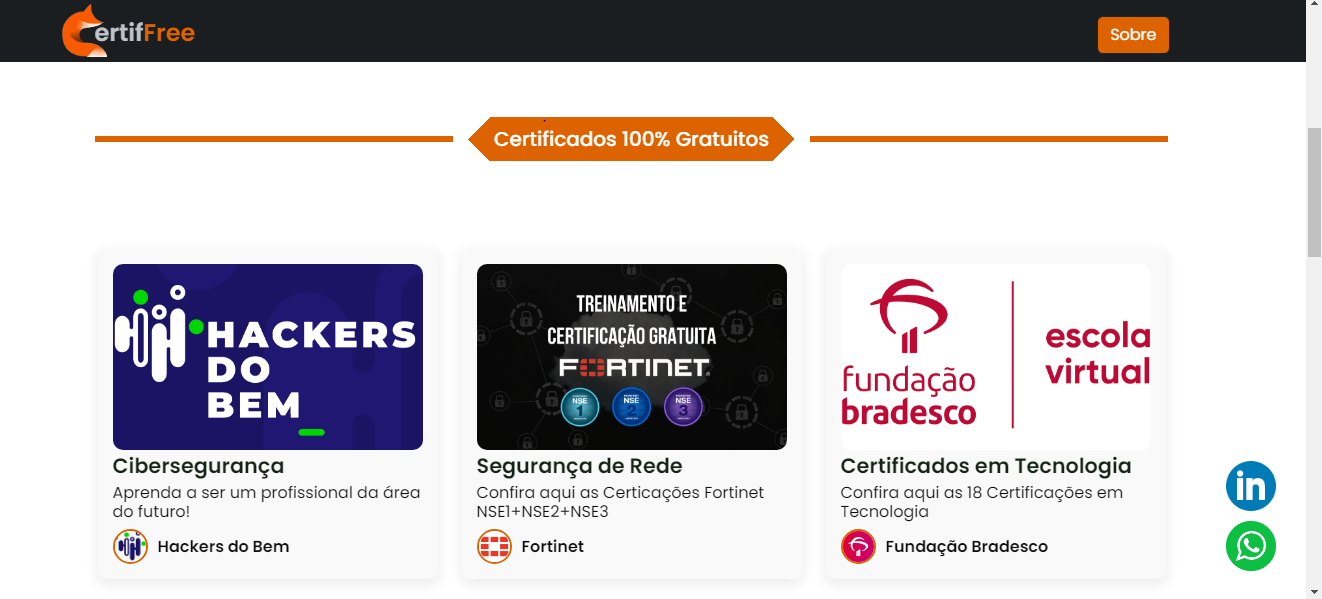 ertifFree
Sobre
Certificados 100% Gratuitos
HACKERS
DO
BEM
Cibersegurança
Aprenda a ser um profissional da área
do futuro!
Hackers do Bem
TREINAMENTO E
CERTIFICAÇÃO GRATUITA
FORTINET
NSE
1
NSE
2
NSE
3
Segurança de Rede
Confira aqui as Certicações Fortinet
NSE1+NSE2+NSE3
Fortinet
fundação
bradesco
escola
virtual
Certificados em Tecnologia
Confira aqui as 18 Certificações em
Tecnologia
Fundação Bradesco
in